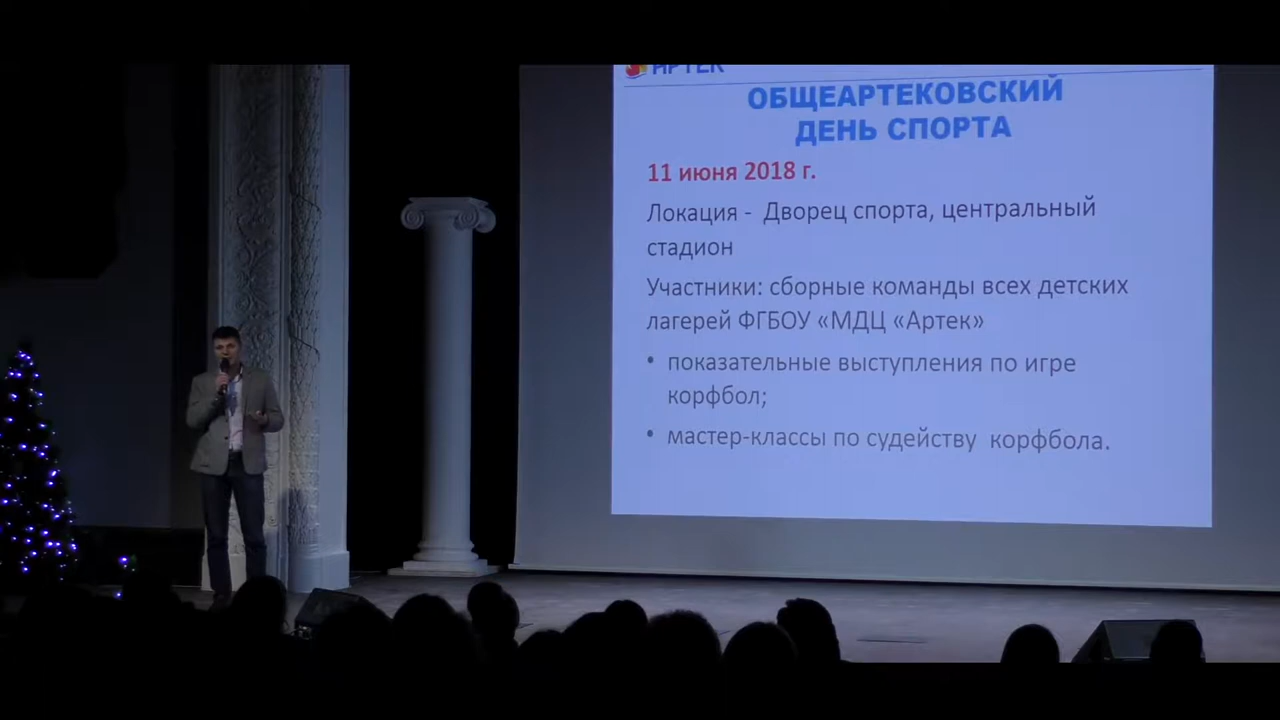 АРТЕК
ОБЩЕАРТЕКОВСКИЙ
ДЕНЬ СПОРТА
11 июня 2018 г.
Локация - Дворец спорта, центральный
стадион
Участники: сборные команды всех детских
лагерей ФГБОУ «МДЦ «Артек»
• показательные выступления по игре
корфбол;
• мастер-классы по судейству корфбола.